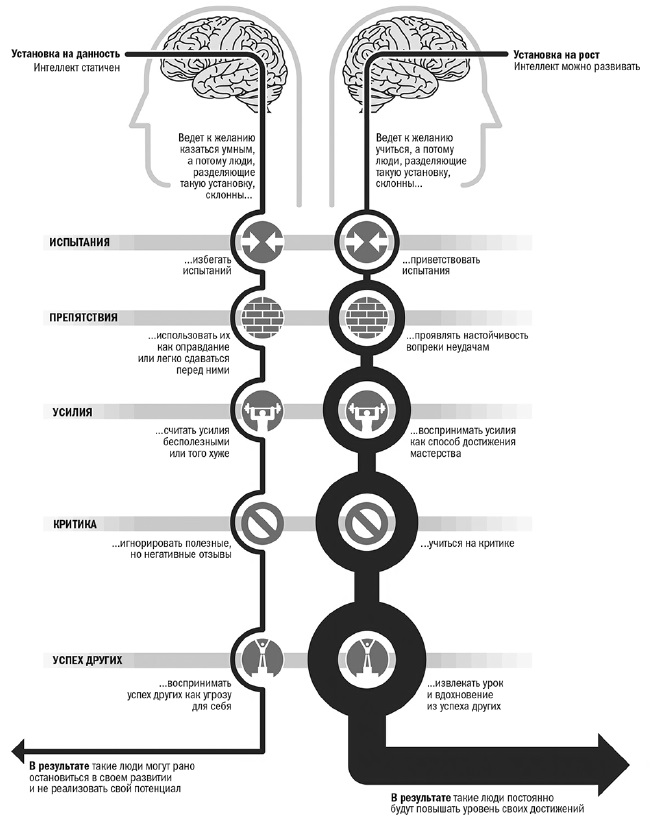 Установка на данность
Интеллект статичен
Установка на рост
Интеллект можно развивать
Ведет к желанию
казаться умным,
а потому люди,
разделяющие
такую установку,
склонны...
Ведет к желанию
учиться, а потому
люди, разделяющие
такую установку,
склонны...
ИСПЫТАНИЯ
...избегать
испытаний
...приветствовать
испытания
ПРЕПЯТСТВИЯ
...использовать их
как оправдание
или легко сдаваться
перед ними
...проявлять настойчивость
вопреки неудачам
УСИЛИЯ
...считать усилия
бесполезными
или того хуже
...воспринимать усилия
как способ достижения
мастерства
КРИТИКА
...игнорировать полезные,
но негативные отзывы
...учиться на критике
УСПЕХ ДРУГИХ
...воспринимать
успех других как угрозу
для себя
...извлекать урок
и вдохновение
из успеха других
В результате такие люди могут рано
остановиться в своем развитии
и не реализовать свой потенциал
В результате такие люди постоянно
будут повышать уровень своих достижений